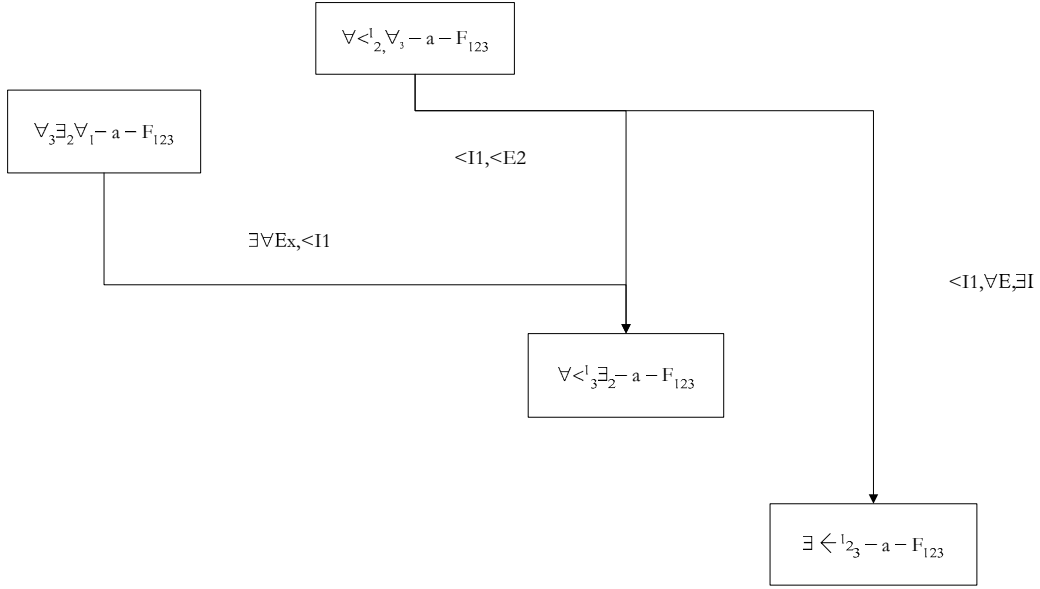 ∀<¹₂,∀₃ – a – F₁₂₃
∀₃∃₂∀₁– a – F₁₂₃
<I1,<E2
∃∀Ex,<I1
<I1,∀E,∃I
∀<¹₃∃₂– a – F₁₂₃
∃ <– ¹₂₃ – a – F₁₂₃